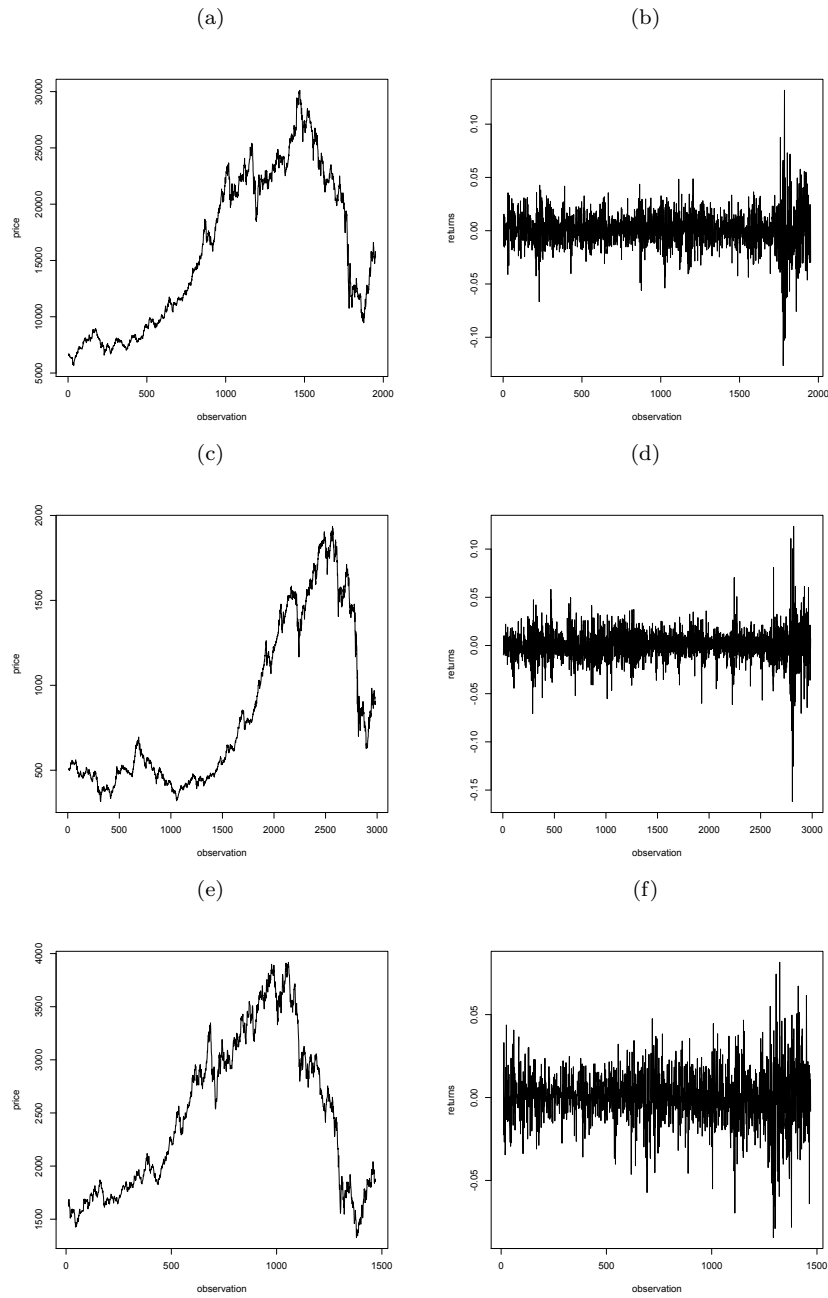 (a)
(b)
price
5000 10000 15000 20000 25000 30000
0 500 1000 1500 2000
observation
returns
-0.10 -0.05 0.00 0.05 0.10
0 500 1000 1500 2000
observation
(c)
(d)
price
500 1000 1500 2000
0 500 1000 1500 2000 2500 3000
observation
returns
-0.15 -0.10 -0.05 0.00 0.05 0.10
0 500 1000 1500 2000 2500 3000
observation
(e)
(f)
price
1500 2000 2500 3000 3500 4000
0 500 1000 1500
observation
returns
-0.05 0.00 0.05
0 500 1000 1500
observation